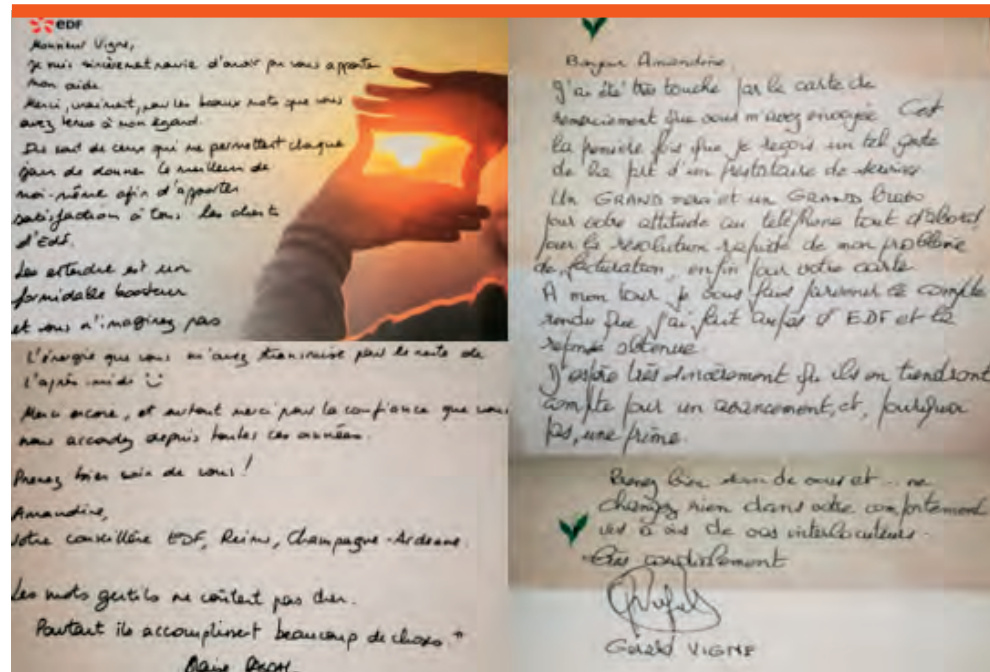 eDF
Monsieur Vigne,
Je suis sincèrement ravie d'avoir pu vous apporter
mon aide
Merci, vraiment, pour les beaux mots que vous
avez tenus à mon égard.
Ils sont de ceux qui me permettent chaque
jour de donner le meilleur de
moi-même afin d'apporter
satisfaction à tous les clients
d'EDF.
Les entendre est un
formidable booster
et vous n'imaginez pas
l'énergie que vous m'avez transmise pour le reste de
l'après-midi
Merci encore, et surtout merci pour la confiance que vous
nous accordez depuis toutes ces années.
Prenez bien soin de vous !
Amandine,
votre conseillère EDF, Reims, Champagne-Ardenne.
Les mots gentils ne coûtent pas cher.
Pourtant ils accomplissent beaucoup de choses "
Blaise PASCAL
Bonjour Amandine,
J'ai été très touché par la carte de
remerciement que vous m'avez envoyée C'est
la première fois que je reçois un tel geste
de la part d'un prestataire de services
Un GRAND merci et un GRAND bravo
pour votre attitude au téléphone tout d'abord,
pour la résolution rapide de mon problème
de facturation, enfin pour votre carte.
A mon tour je vous fais parvenir le compte
rendu que j'ai fait auprès d'EDF et la
réponse obtenue.
J'espère très sincèrement qu'ils en tiendront
compte pour un avancement, et, pourquoi
pas, une prime.
Prenez bien soin de vous et... ne
changez rien dans votre comportement
vis à vis de vos interlocuteurs.
Très cordialement
Gérald VIGNE